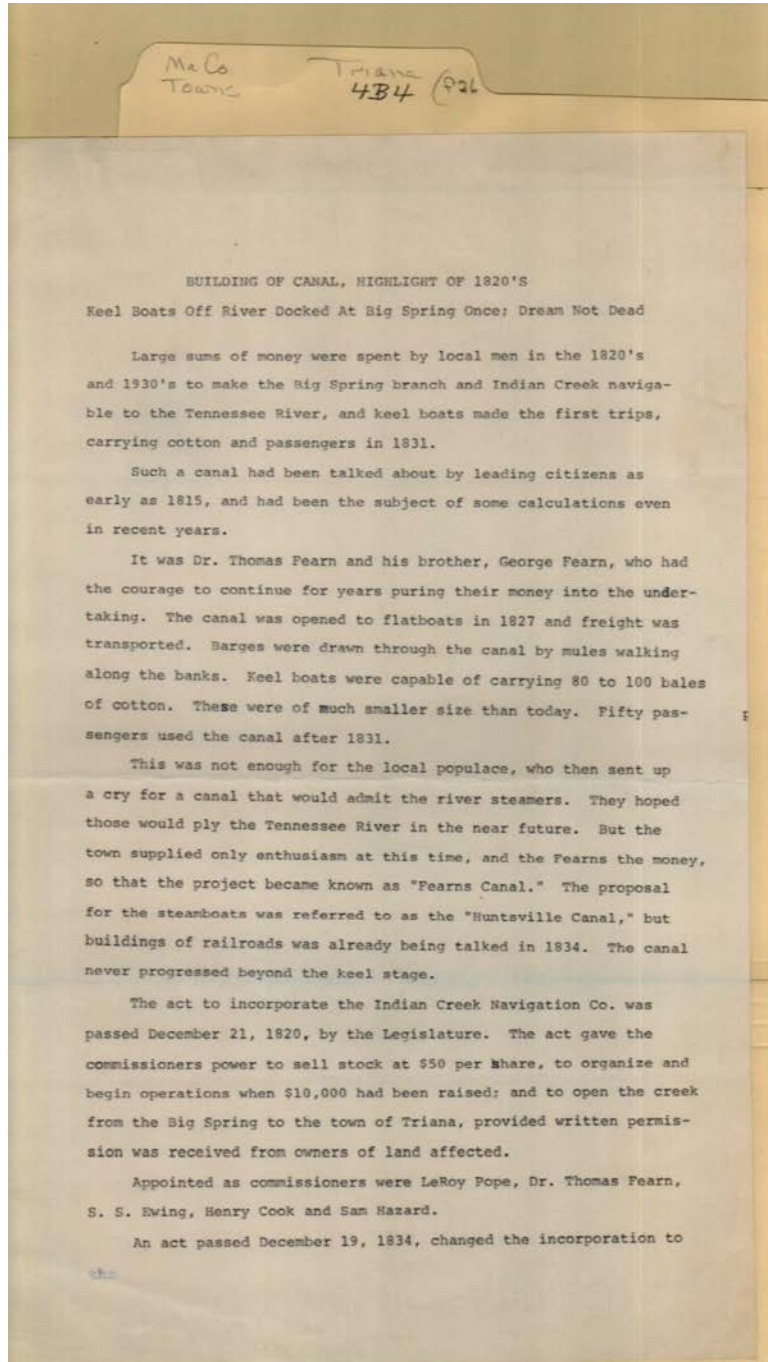 Ma Co. Triana
Towns 4B4 (P26
BUILDING OF CANAL, HIGHLIGHT OF 1820'S
Keel Boats Off River Docked At Big Spring Once; Dream Not Dead
Large sums of money were spent by local men in the 1820's
and 1930's to make the Big Spring branch and Indian Creek naviga-
ble to the Tennessee River, and keel boats made the first trips,
carrying cotton and passengers in 1831.
Such a canal had been talked about by leading citizens as
early as 1815, and had been the subject of some calculations even
in recent years.
It was Dr. Thomas Fearn and his brother, George Fearn, who had
the courage to continue for years puring their money into the under-
taking. The canal was opened to flatboats in 1827 and freight was
transported. Barges were drawn through the canal by mules walking
along the banks. Keel boats were capable of carrying 80 to 100 bales
of cotton. These were of much smaller size than today. Fifty pas-
sengers used the canal after 1831.
This was not enough for the local populace, who then sent up
a cry for a canal that would admit the river steamers. They hoped
those would ply the Tennessee River in the near future. But the
town supplied only enthusiasm at this time, and the Fearns the money,
so that the project became known as "Fearns Canal." The proposal
for the steamboats was referred to as the "Huntsville Canal," but
buildings of railroads was already being talked in 1834. The canal
never progressed beyond the keel stage.
The act to incorporate the Indian Creek Navigation Co. was
passed December 21, 1820, by the Legislature. The act gave the
commissioners power to sell stock at $50 per share, to organize and
begin operations when $10,000 had been raised; and to open the creek
from the Big Spring to the town of Triana, provided written permis-
sion was received from owners of land affected.
Appointed as commissioners were LeRoy Pope, Dr. Thomas Fearn,
S. S. Ewing, Henry Cook and Sam Hazard.
An act passed December 19, 1834, changed the incorporation to